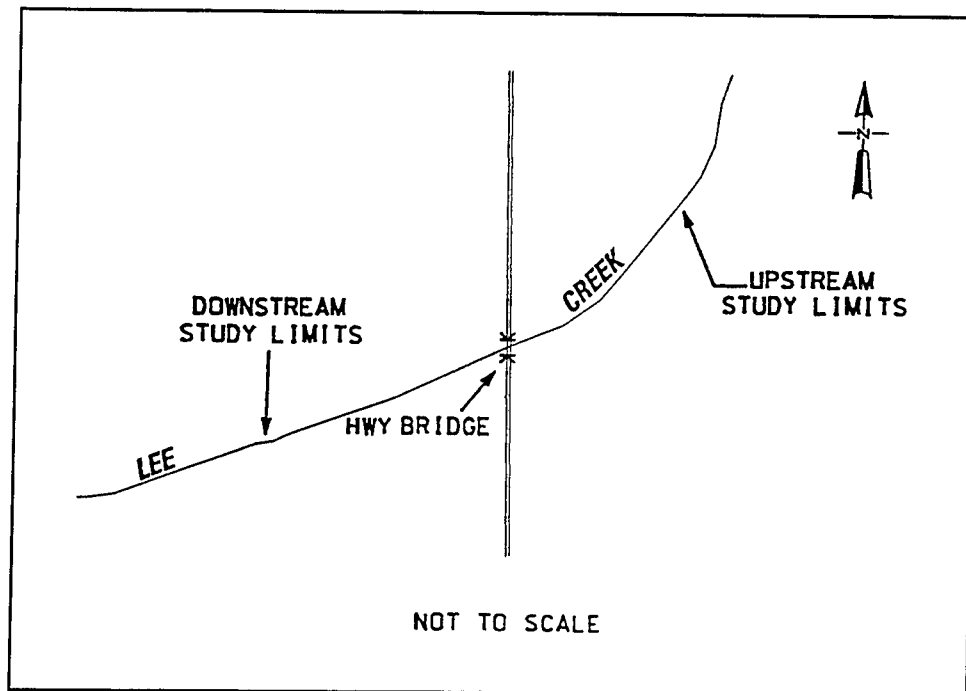 N
CREEK
UPSTREAM
STUDY LIMITS
DOWNSTREAM
STUDY LIMITS
HWY BRIDGE
LEE
NOT TO SCALE